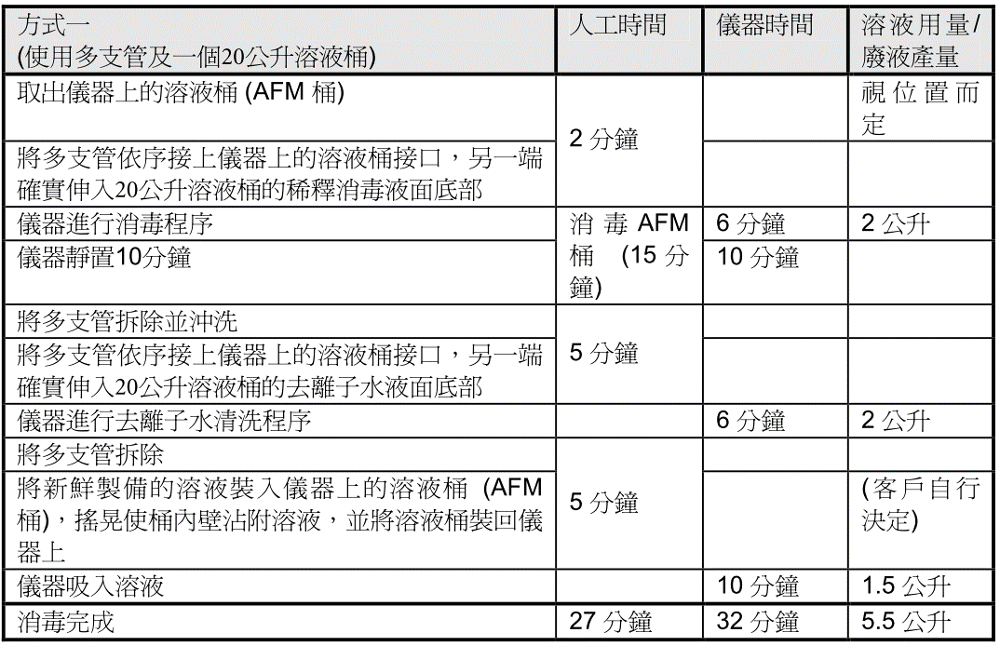 方式一
(使用多支管及一個20公升溶液桶)
人工時間
儀器時間
溶液用量/
廢液產量
取出儀器上的溶液桶 (AFM 桶)
2 分鐘
視位置而
定
將多支管依序接上儀器上的溶液桶接口，另一端
確實伸入20公升溶液桶的稀釋消毒液面底部
儀器進行消毒程序
消毒 AFM
桶 (15 分
鐘)
6 分鐘
2 公升
儀器靜置10分鐘
10 分鐘
將多支管拆除並沖洗
5 分鐘
將多支管依序接上儀器上的溶液桶接口，另一端
確實伸入20公升溶液桶的去離子水液面底部
儀器進行去離子水清洗程序
6 分鐘
2 公升
將多支管拆除
5 分鐘
將新鮮製備的溶液裝入儀器上的溶液桶 (AFM
桶)，搖晃使桶內壁沾附溶液，並將溶液桶裝回儀
器上
(客戶自行
決定)
儀器吸入溶液
10 分鐘
1.5 公升
消毒完成
27 分鐘
32 分鐘
5.5 公升